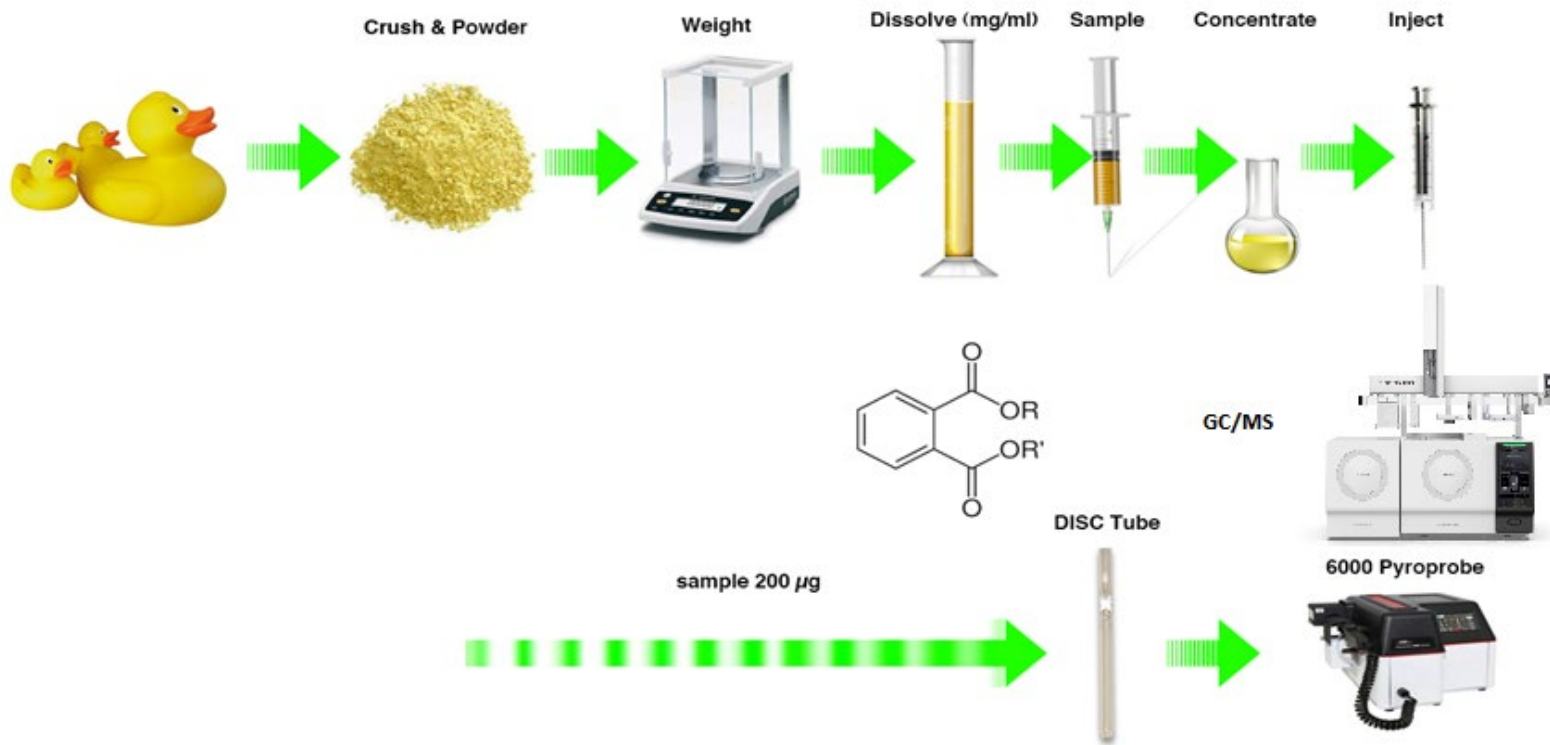 Crush & Powder
Weight
Dissolve (mg/ml)
Sample
Concentrate
Inject
O
OR
OR'
O
GC/MS
DISC Tube
sample 200 µg
6000 Pyroprobe